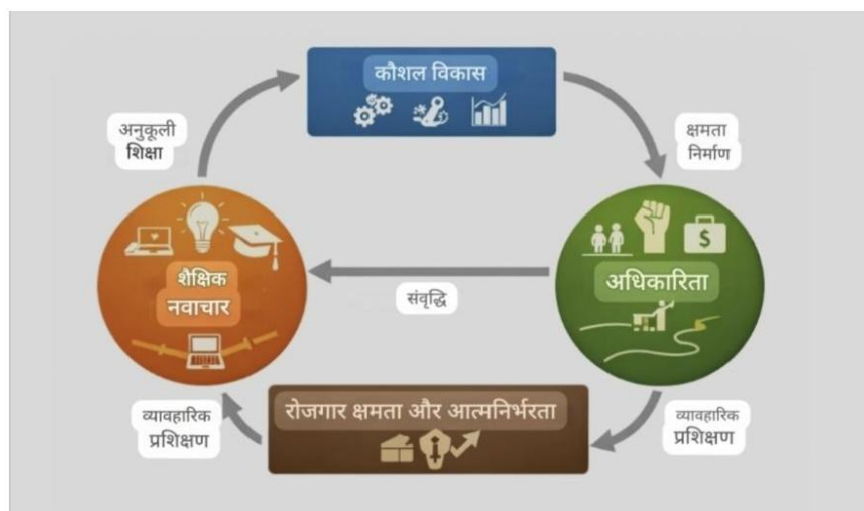 कौशल विकास
अनुकूली
शिक्षा
क्षमता
निर्माण
$
शैक्षिक
नवाचार
अधिकारिता
संवृद्धि
रोजगार क्षमता और आत्मनिर्भरता
व्यावहारिक
प्रशिक्षण
व्यावहारिक
प्रशिक्षण